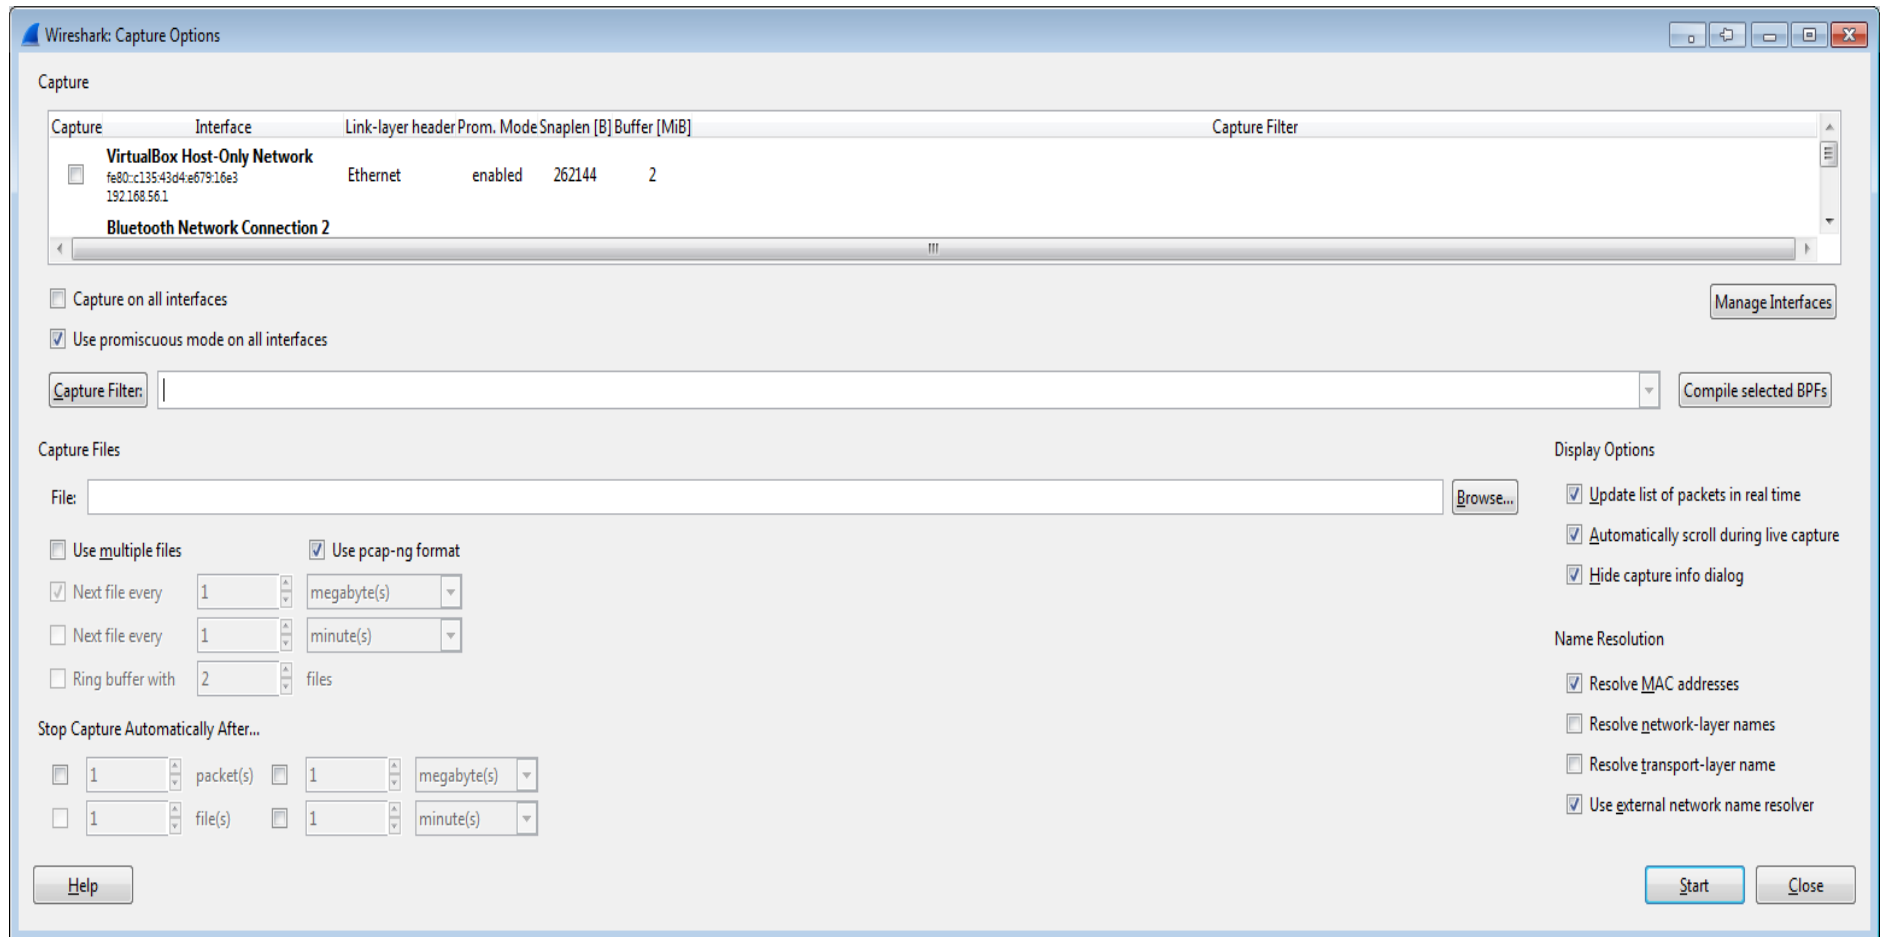 Wireshark: Capture Options
Capture
Capture Interface Link-layer header Prom. Mode Snaplen [B] Buffer [MiB] Capture Filter
VirtualBox Host-Only Network
fe80::c135:43d4:e679:16e3
192.168.56.1
Ethernet enabled 262144 2
Bluetooth Network Connection 2
Capture on all interfaces
Manage Interfaces
Use promiscuous mode on all interfaces
Capture Filter:
Compile selected BPFs
Capture Files
File:
Browse...
Use multiple files Use pcap-ng format
Next file every 1 megabyte(s)
Next file every 1 minute(s)
Ring buffer with 2 files
Stop Capture Automatically After...
1 packet(s) 1 megabyte(s)
1 file(s) 1 minute(s)
Display Options
Update list of packets in real time
Automatically scroll during live capture
Hide capture info dialog
Name Resolution
Resolve MAC addresses
Resolve network-layer names
Resolve transport-layer name
Use external network name resolver
Help
Start Close